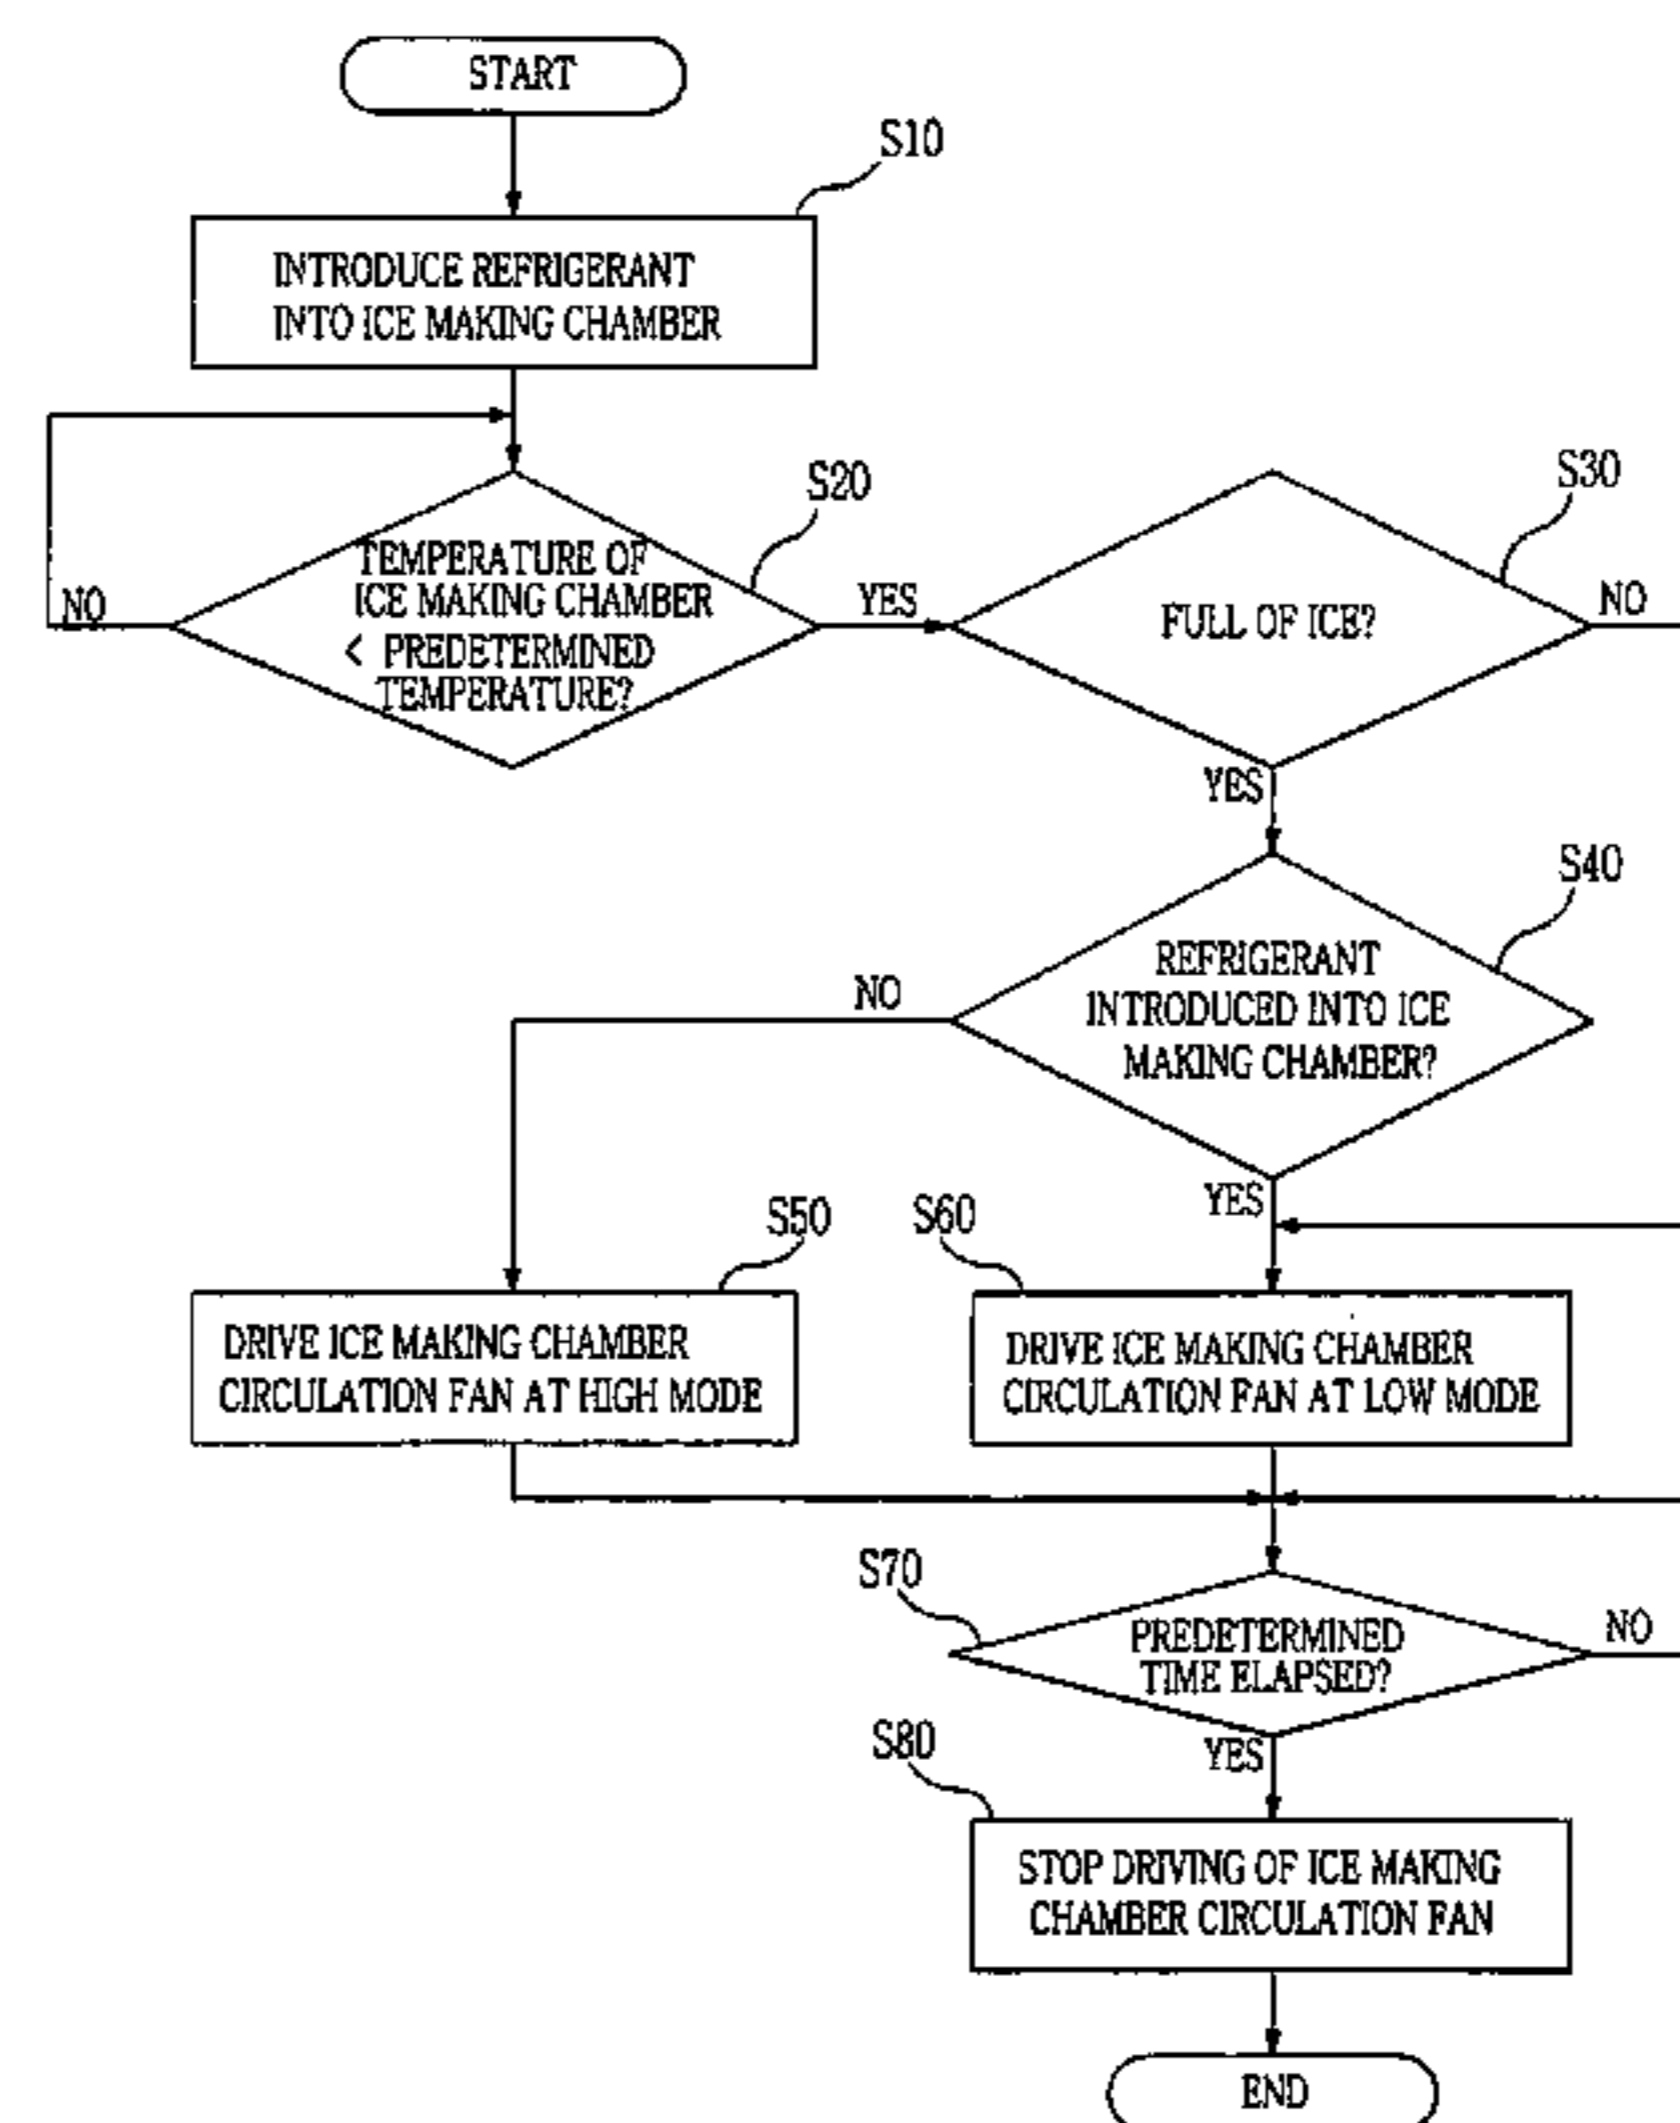 START
S10
INTRODUCE REFRIGERANT
INTO ICE MAKING CHAMBER
S20
TEMPERATURE OF
ICE MAKING CHAMBER
< PREDETERMINED
TEMPERATURE?
NO
YES
S30
FULL OF ICE?
NO
YES
S40
REFRIGERANT
INTRODUCED INTO ICE
MAKING CHAMBER?
NO
YES
S50
DRIVE ICE MAKING CHAMBER
CIRCULATION FAN AT HIGH MODE
S60
DRIVE ICE MAKING CHAMBER
CIRCULATION FAN AT LOW MODE
S70
PREDETERMINED
TIME ELAPSED?
NO
YES
S80
STOP DRIVING OF ICE MAKING
CHAMBER CIRCULATION FAN
END